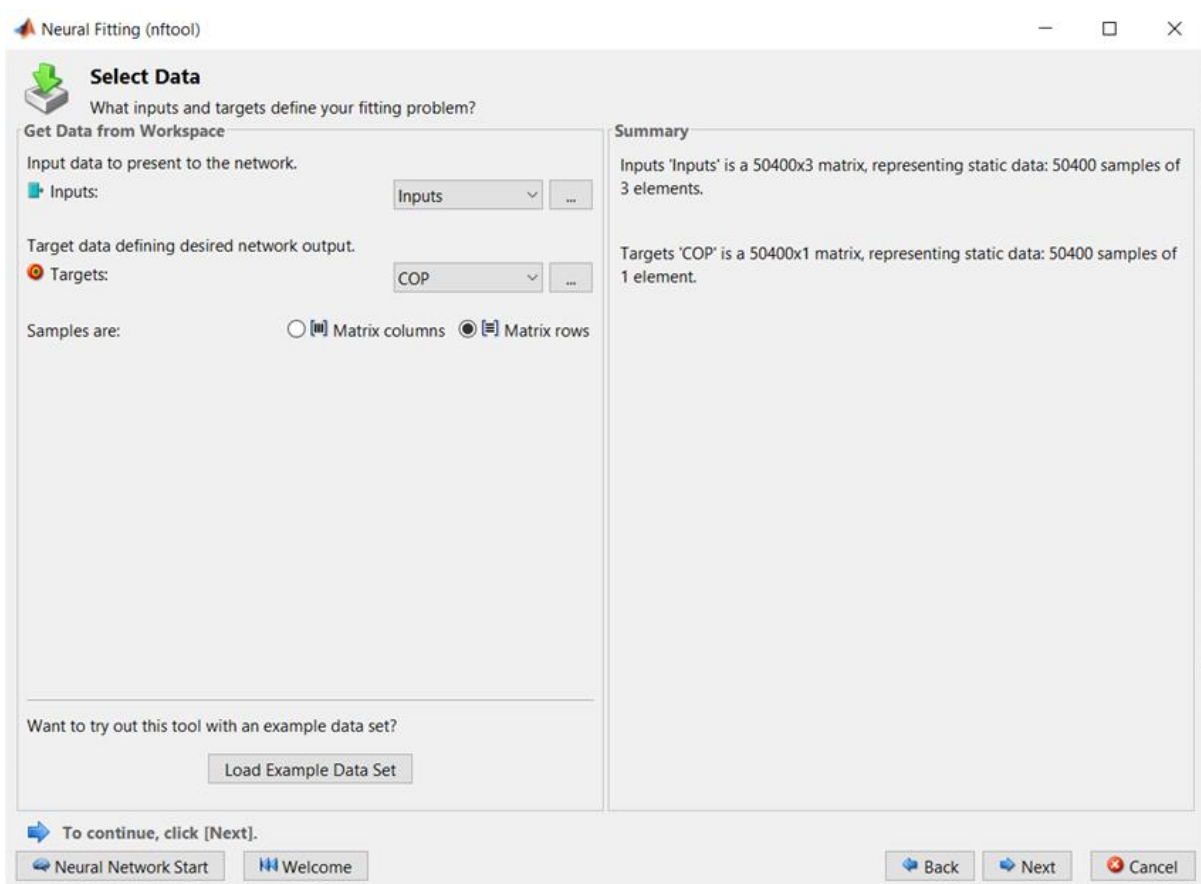 Neural Fitting (nftool)
Select Data
What inputs and targets define your fitting problem?
Get Data from Workspace
Input data to present to the network.
Inputs:
Inputs
...
Target data defining desired network output.
Targets:
COP
...
Samples are:
Matrix columns
Matrix rows
Want to try out this tool with an example data set?
Load Example Data Set
Summary
Inputs 'Inputs' is a 50400x3 matrix, representing static data: 50400 samples of
3 elements.
Targets 'COP' is a 50400x1 matrix, representing static data: 50400 samples of
1 element.
To continue, click [Next].
Neural Network Start
Welcome
Back
Next
Cancel